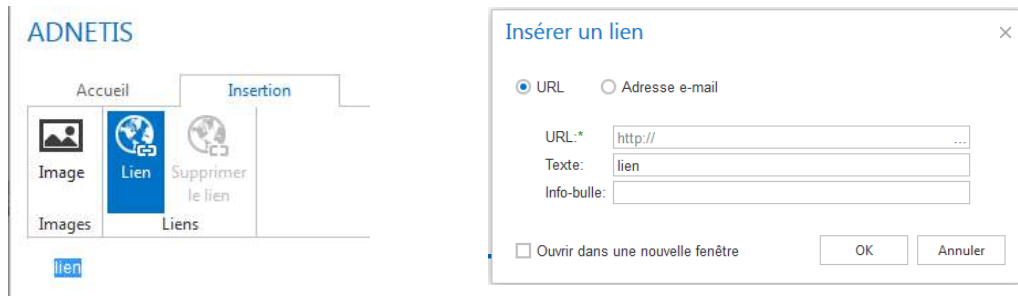 ADNETIS
Accueil Insertion
Image Lien Supprimer
le lien
Images Liens
lien
Insérer un lien
URL Adresse e-mail
URL:* http:// ...
Texte: lien
Info-bulle:
Ouvrir dans une nouvelle fenêtre OK Annuler